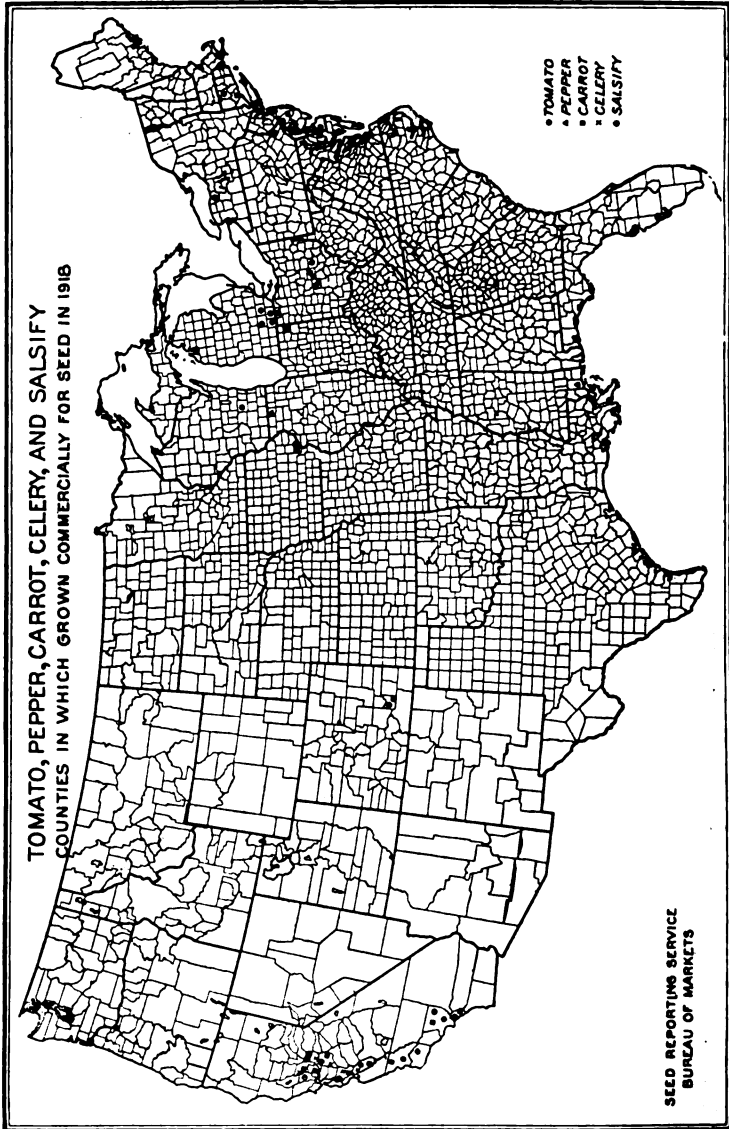 TOMATO, PEPPER, CARROT, CELERY, AND SALSIFY
COUNTIES IN WHICH GROWN COMMERCIALLY FOR SEED IN 1918
TOMATO
PEPPER
CARROT
CELERY
SALSIFY
SEED REPORTING SERVICE
BUREAU OF MARKETS